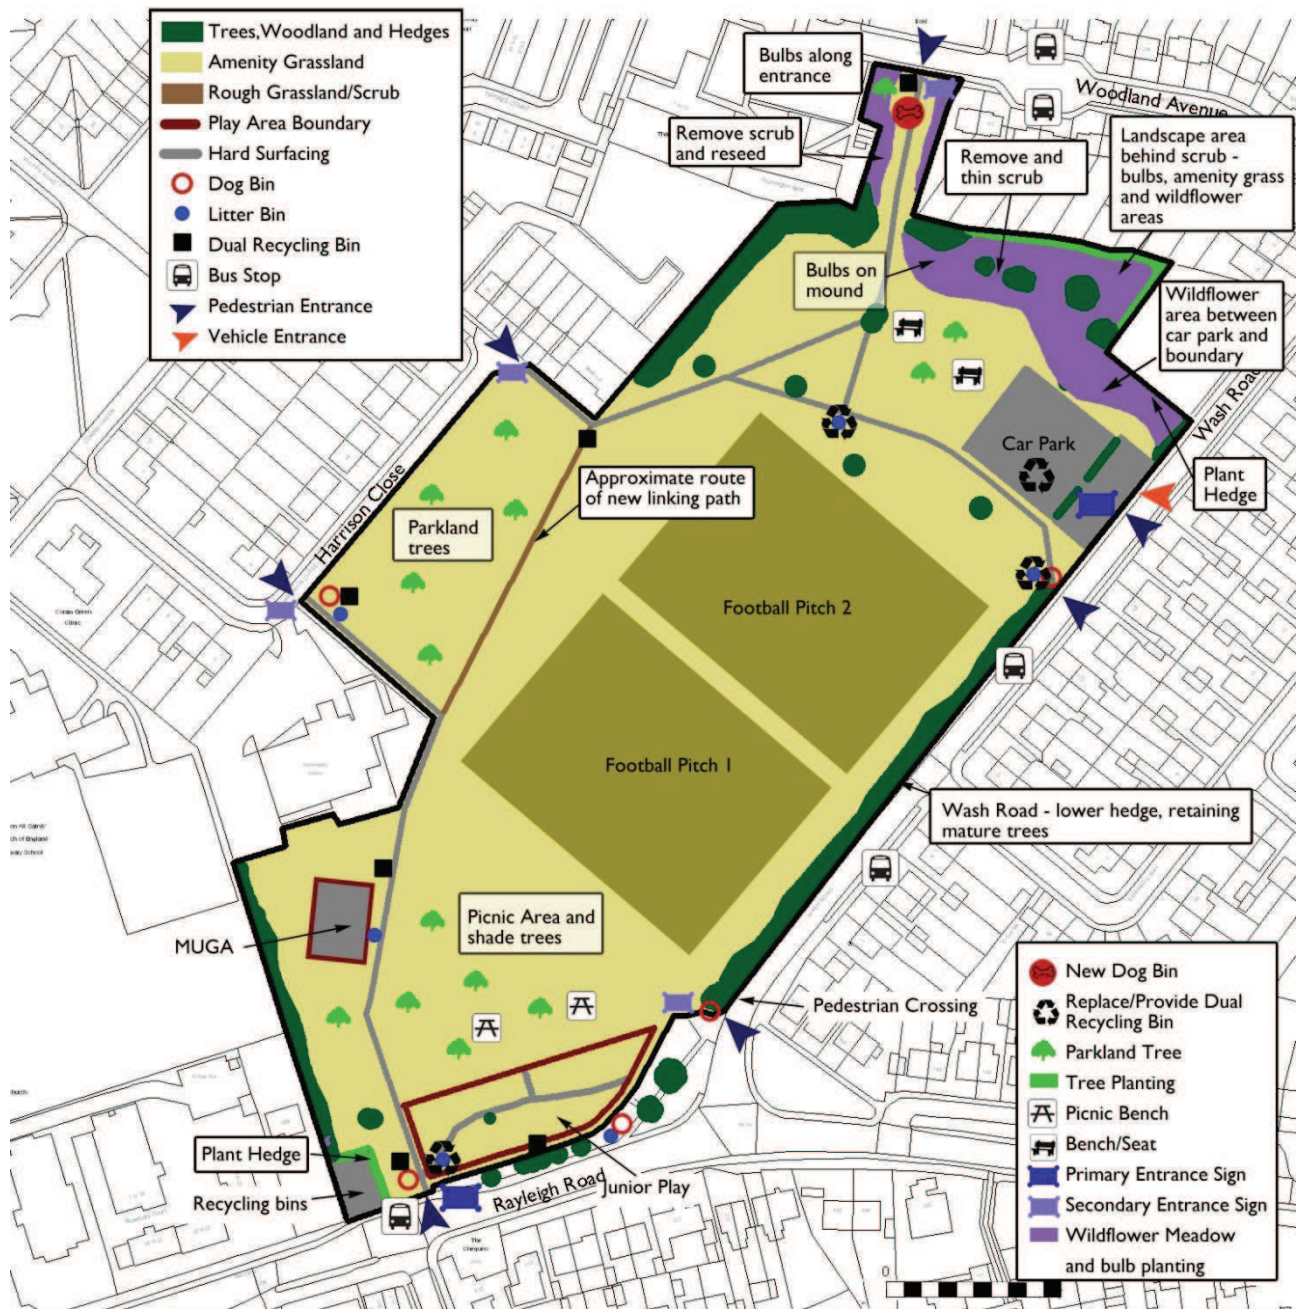 Trees,Woodland and Hedges
Amenity Grassland
Rough Grassland/Scrub
Play Area Boundary
Hard Surfacing
Dog Bin
Litter Bin
Dual Recycling Bin
Bus Stop
Pedestrian Entrance
Vehicle Entrance
Bulbs along
entrance
Woodland Avenue
Remove scrub
and reseed
Remove and
thin scrub
Landscape area
behind scrub -
bulbs, amenity grass
and wildflower
areas
Bulbs on
mound
Wildflower
area between
car park and
boundary
Wash Road
Car Park
Plant
Hedge
Approximate route
of new linking path
Harrison Close
Parkland
trees
Football Pitch 2
Football Pitch 1
Wash Road - lower hedge, retaining
mature trees
Picnic Area and
shade trees
MUGA
Pedestrian Crossing
Plant Hedge
Recycling bins
Rayleigh Road
Junior Play
The
Chequers
New Dog Bin
Replace/Provide Dual
Recycling Bin
Parkland Tree
Tree Planting
Picnic Bench
Bench/Seat
Primary Entrance Sign
Secondary Entrance Sign
Wildflower Meadow
and bulb planting
0